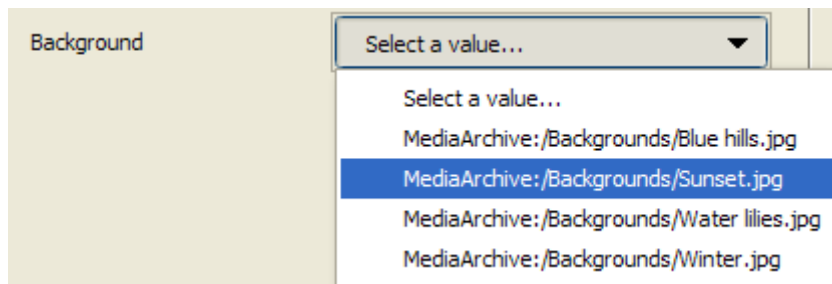 Background
Select a value...
Select a value...
MediaArchive:/Backgrounds/Blue hills.jpg
MediaArchive:/Backgrounds/Sunset.jpg
MediaArchive:/Backgrounds/Water lilies.jpg
MediaArchive:/Backgrounds/Winter.jpg